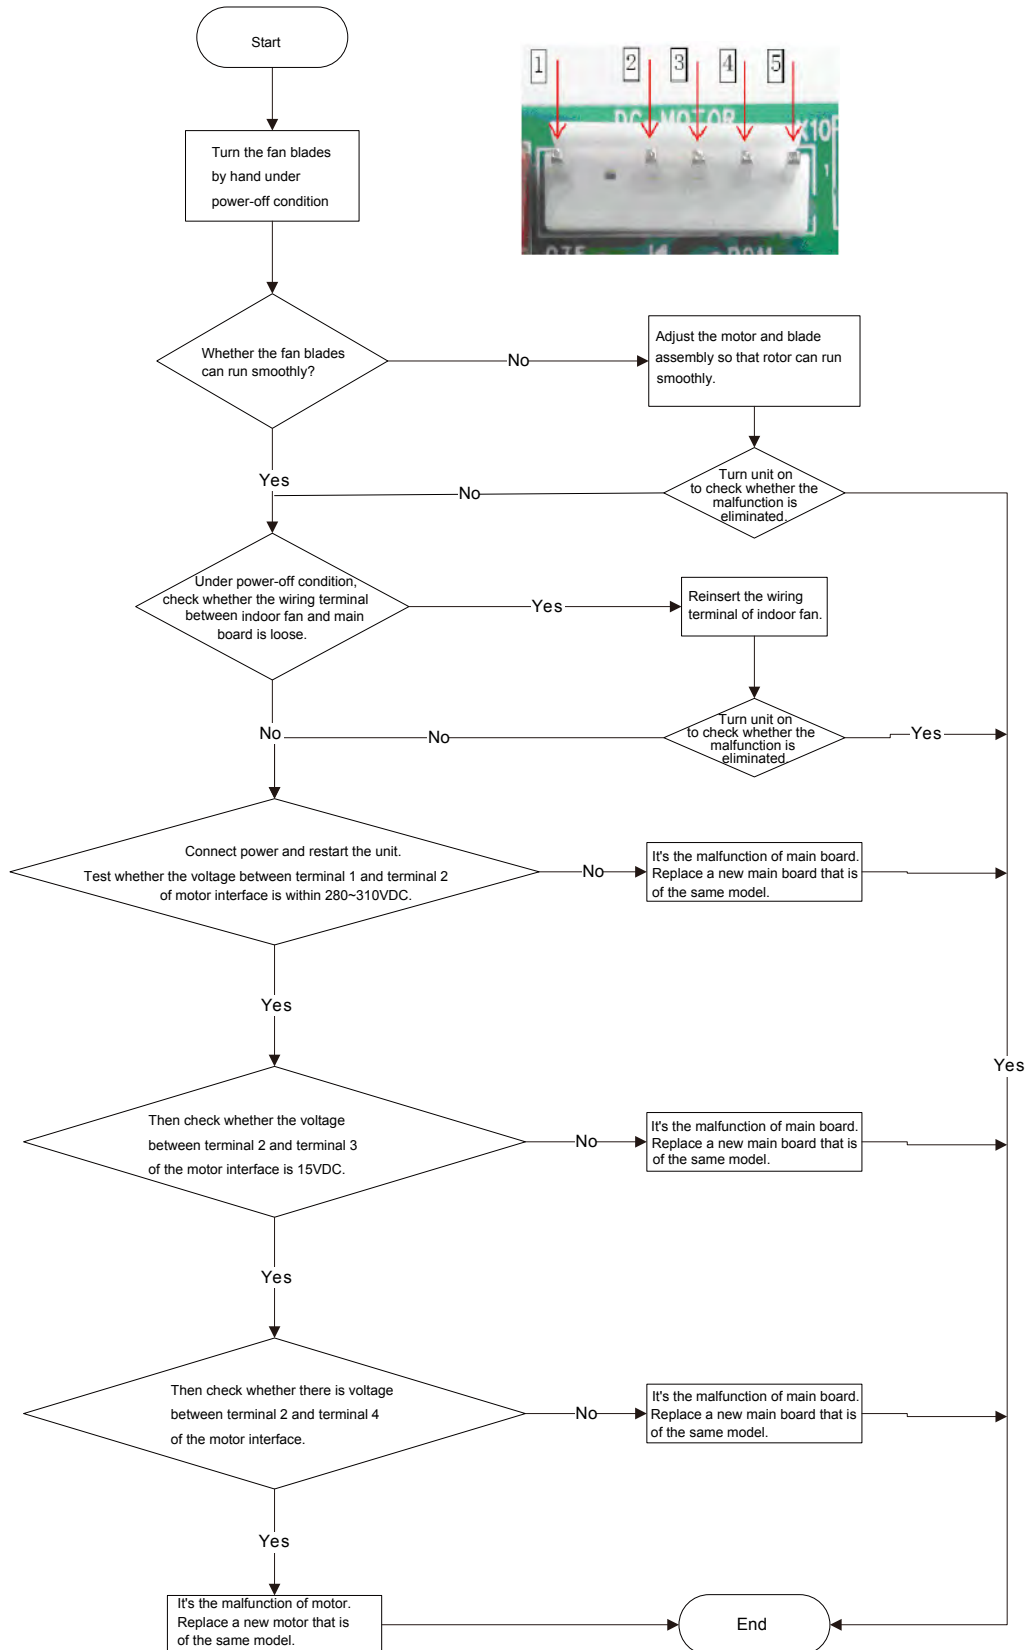 Start
1
2
3
4
5
DC MOTOR
X10
1
Turn the fan blades
by hand under
power-off condition
Whether the fan blades
can run smoothly?
No
Adjust the motor and blade
assembly so that rotor can run
smoothly.
Yes
Turn unit on
to check whether the
malfunction is
eliminated.
No
Under power-off condition,
check whether the wiring terminal
between indoor fan and main
board is loose.
Yes
Reinsert the wiring
terminal of indoor fan.
No
No
Turn unit on
to check whether the
malfunction is
eliminated.
Yes
Connect power and restart the unit.
Test whether the voltage between terminal 1 and terminal 2
of motor interface is within 280~310VDC.
No
It's the malfunction of main board.
Replace a new main board that is
of the same model.
Yes
Yes
Then check whether the voltage
between terminal 2 and terminal 3
of the motor interface is 15VDC.
No
It's the malfunction of main board.
Replace a new main board that is
of the same model.
Yes
Then check whether there is voltage
between terminal 2 and terminal 4
of the motor interface.
No
It's the malfunction of main board.
Replace a new main board that is
of the same model.
Yes
It's the malfunction of motor.
Replace a new motor that is
of the same model.
End